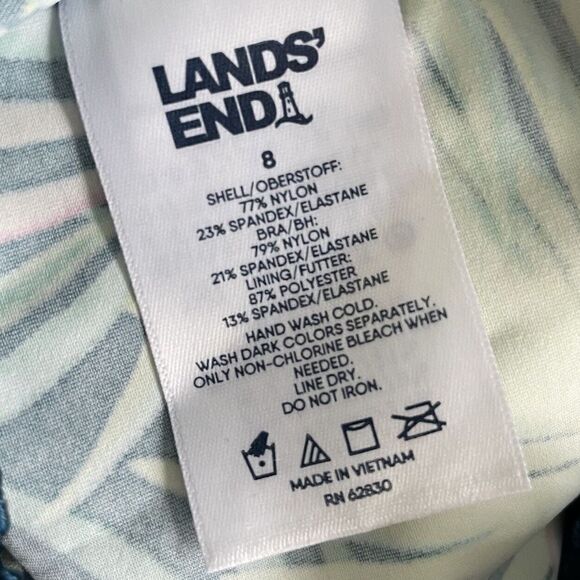 LANDS'
END
8
SHELL/OBERSTOFF:
77% NYLON
23% SPANDEX/ELASTANE
BRA/BH:
79% NYLON
21% SPANDEX/ELASTANE
LINING/FUTTER:
87% POLYESTER
13% SPANDEX/ELASTANE
HAND WASH COLD.
WASH DARK COLORS SEPARATELY.
ONLY NON-CHLORINE BLEACH WHEN
NEEDED.
LINE DRY.
DO NOT IRON.
MADE IN VIETNAM
RN 62830